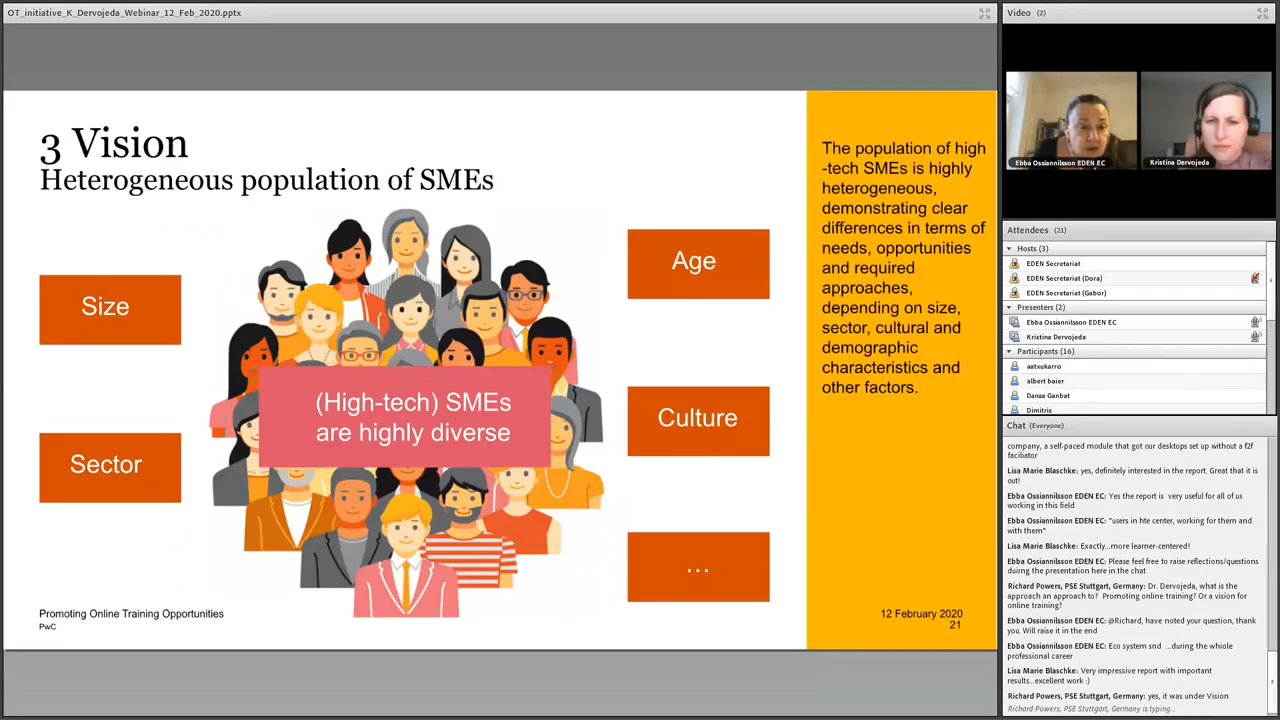 OT_initiative_K_Dervojeda_Webinar_12_Feb_2020.pptx
3 Vision
Heterogeneous population of SMEs
Size
Sector
(High-tech) SMEs
are highly diverse
Age
Culture
...
The population of high
-tech SMEs is highly
heterogeneous,
demonstrating clear
differences in terms of
needs, opportunities
and required
approaches,
depending on size,
sector, cultural and
demographic
characteristics and
other factors.
Promoting Online Training Opportunities
PwC
12 February 2020
21
Video (2)
Ebba Ossiannilsson EDEN EC
Kristina Dervojeda
Attendees (21)
Hosts (3)
EDEN Secretariat
EDEN Secretariat (Dora)
EDEN Secretariat (Gabor)
Presenters (2)
Ebba Ossiannilsson EDEN EC
Kristina Dervojeda
Participants (16)
aatxukarro
albert baier
Danaa Ganbat
Dimitris
Chat (Everyone)
company, a self-paced module that got our desktops set up without a f2f
faciliator
Lisa Marie Blaschke: yes, definitely interested in the report. Great that it is
out!
Ebba Ossiannilsson EDEN EC: Yes the report is very useful for all of us
working in this field
Ebba Ossiannilsson EDEN EC: "users in hte center, working for them and
with them"
Lisa Marie Blaschke: Exactly...more learner-centered!
Ebba Ossiannilsson EDEN EC: Please feel free to raise reflections/questions
duirng the presentation here in the chat
Richard Powers, PSE Stuttgart, Germany: Dr. Dervojeda, what is the
approach an approach to? Promoting online training? Or a vision for
online training?
Ebba Ossiannilsson EDEN EC: @Richard, have noted your question, thank
you. Will raise it in the end
Ebba Ossiannilsson EDEN EC: Eco system snd ...during the whiole
professional career
Lisa Marie Blaschke: Very impressive report with important
results...excellent work :)
Richard Powers, PSE Stuttgart, Germany: yes, it was under Vision
Richard Powers, PSE Stuttgart, Germany is typing...